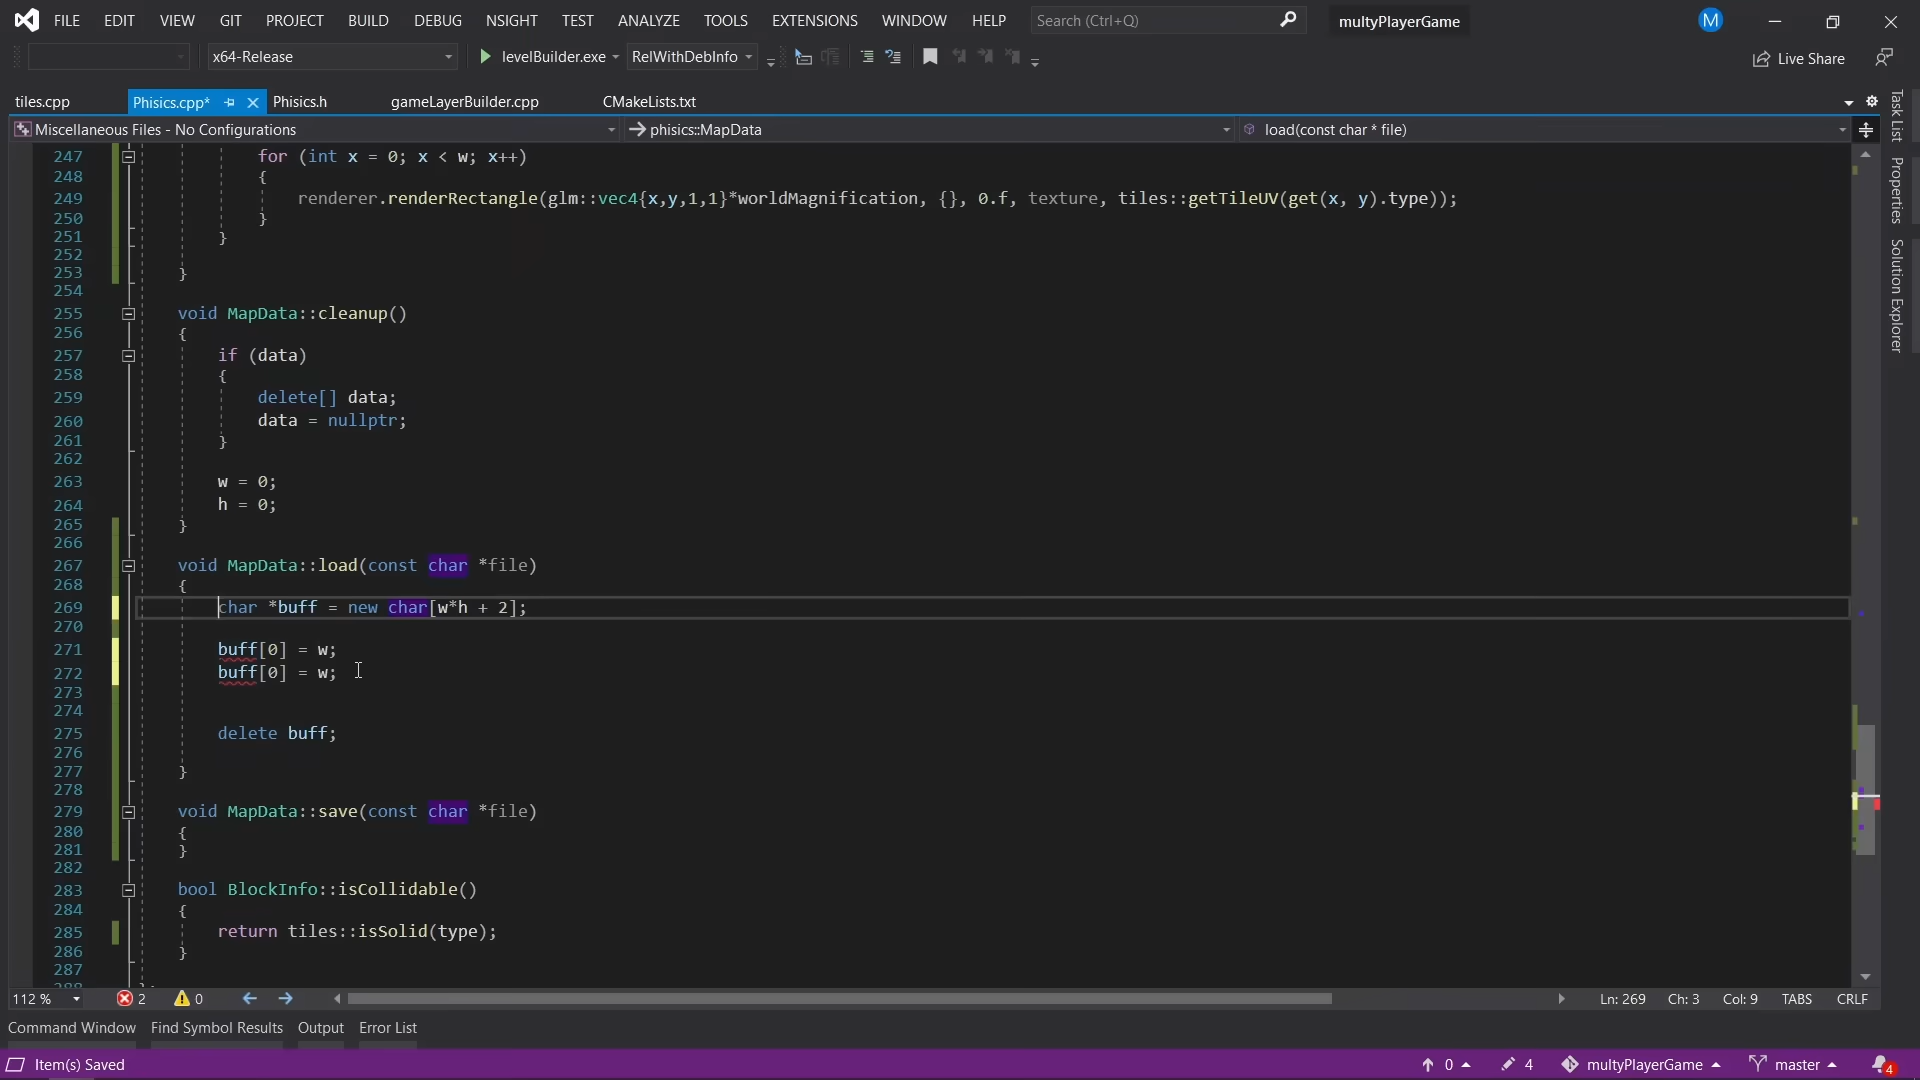 FILE EDIT VIEW GIT PROJECT BUILD DEBUG NSIGHT TEST ANALYZE TOOLS EXTENSIONS WINDOW HELP Search (Ctrl+Q) multyPlayerGame M
x64-Release levelBuilder.exe RelWithDebInfo Live Share
tiles.cpp Phisics.cpp* Phisics.h gameLayerBuilder.cpp CMakeLists.txt
Miscellaneous Files - No Configurations phisics::MapData load(const char * file)
247 for (int x = 0; x < w; x++)
248 {
249 renderer.renderRectangle(glm::vec4{x,y,1,1}*worldMagnification, {}, 0.f, texture, tiles::getTileUV(get(x, y).type));
250 }
251 }
252
253 }
254
255 void MapData::cleanup()
256 {
257 if (data)
258 {
259 delete[] data;
260 data = nullptr;
261 }
262
263 w = 0;
264 h = 0;
265 }
266
267 void MapData::load(const char *file)
268 {
269 char *buff = new char[w*h + 2];
270
271 buff[0] = w;
272 buff[0] = w;
273
274
275 delete buff;
276
277 }
278
279 void MapData::save(const char *file)
280 {
281 }
282
283 bool BlockInfo::isCollidable()
284 {
285 return tiles::isSolid(type);
286 }
287
Task List
Properties
Solution Explorer
112 % 2 0 Ln: 269 Ch: 3 Col: 9 TABS CRLF
Command Window Find Symbol Results Output Error List
Item(s) Saved 0 4 multyPlayerGame master 4